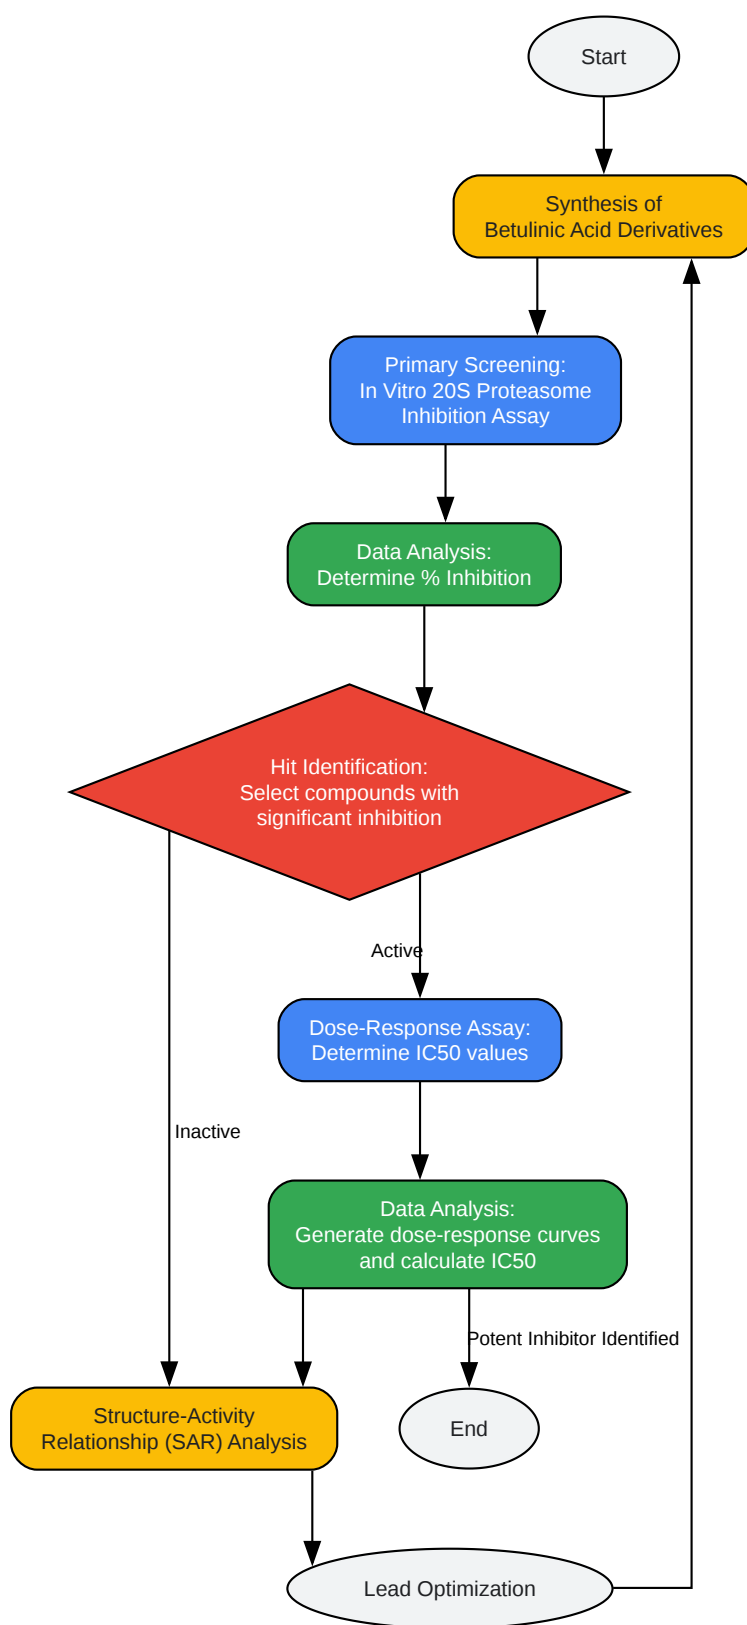 Start
Synthesis of
Betulinic Acid Derivatives
Primary Screening:
In Vitro 20S Proteasome
Inhibition Assay
Data Analysis:
Determine % Inhibition
Hit Identification:
Select compounds with
significant inhibition
Active
Dose-Response Assay:
Determine IC50 values
Inactive
Data Analysis:
Generate dose-response curves
and calculate IC50
Potent Inhibitor Identified
Structure-Activity
Relationship (SAR) Analysis
End
Lead Optimization